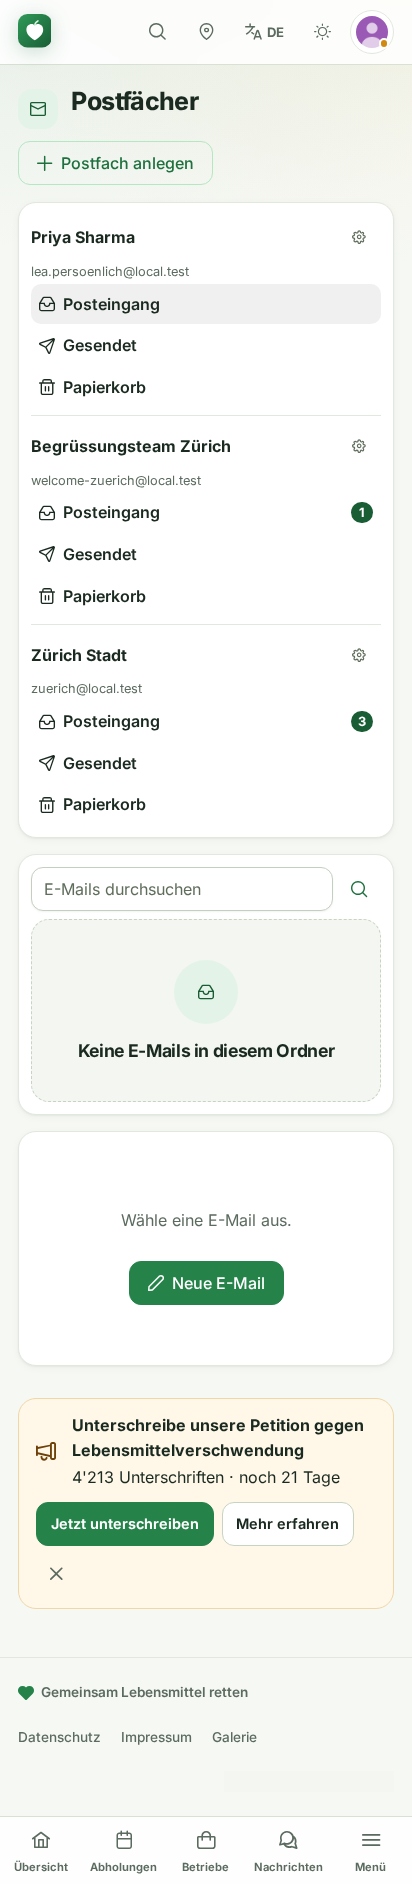 DE
Postfächer
Postfach anlegen
Priya Sharma
lea.persoenlich@local.test
Posteingang
Gesendet
Papierkorb
Begrüssungsteam Zürich
welcome-zuerich@local.test
Posteingang 1
Gesendet
Papierkorb
Zürich Stadt
zuerich@local.test
Posteingang 3
Gesendet
Papierkorb
E-Mails durchsuchen
Keine E-Mails in diesem Ordner
Wähle eine E-Mail aus.
Neue E-Mail
Unterschreibe unsere Petition gegen
Lebensmittelverschwendung
4'213 Unterschriften · noch 21 Tage
Jetzt unterschreiben Mehr erfahren
Gemeinsam Lebensmittel retten
Datenschutz Impressum Galerie
Übersicht Abholungen Betriebe Nachrichten Menü